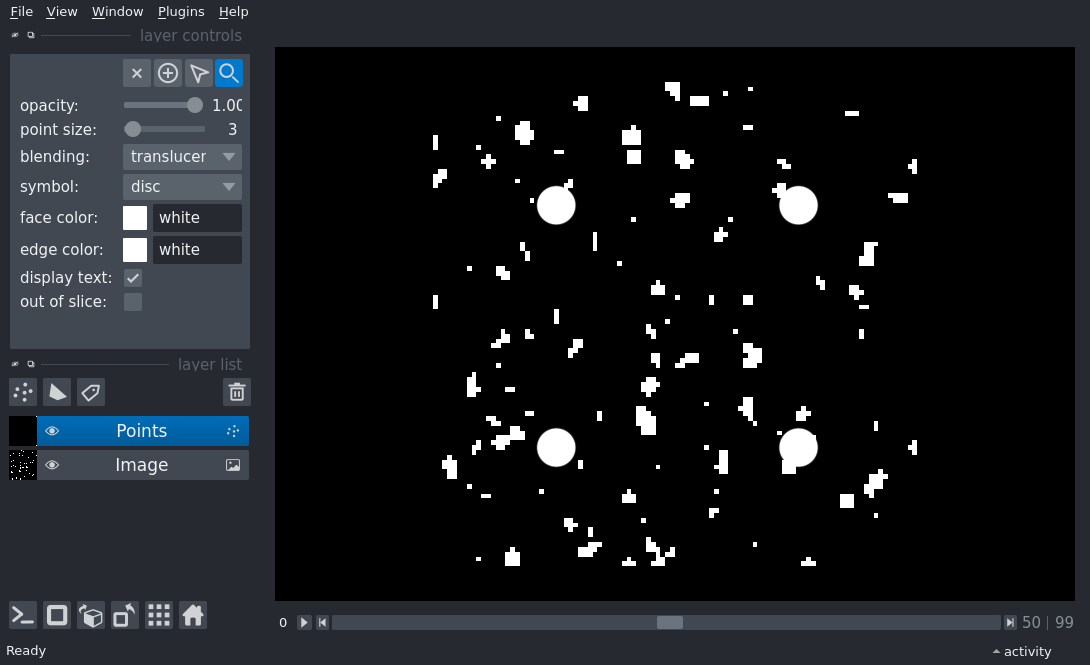 File View Window Plugins Help
layer controls
opacity: 1.00
point size: 3
blending: translucer
symbol: disc
face color: white
edge color: white
display text:
out of slice:
layer list
Points
Image
0 50 | 99
Ready activity